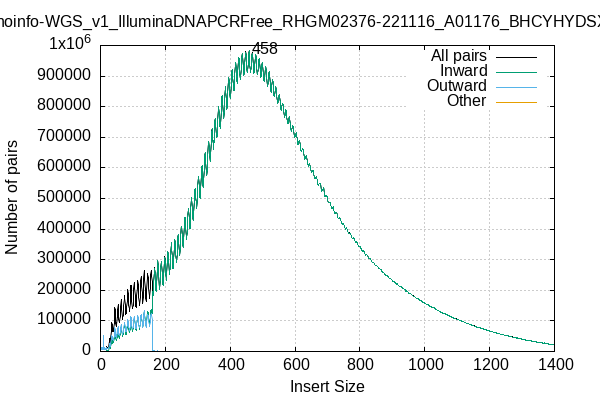 noinfo-WGS_v1_IlluminaDNAPCRFree_RHGM02376-221116_A01176_BHCYHYDSX
1x10^6
900000
800000
700000
600000
500000
400000
300000
200000
100000
0
Number of pairs
458
All pairs
Inward
Outward
Other
0 200 400 600 800 1000 1200 1400
Insert Size